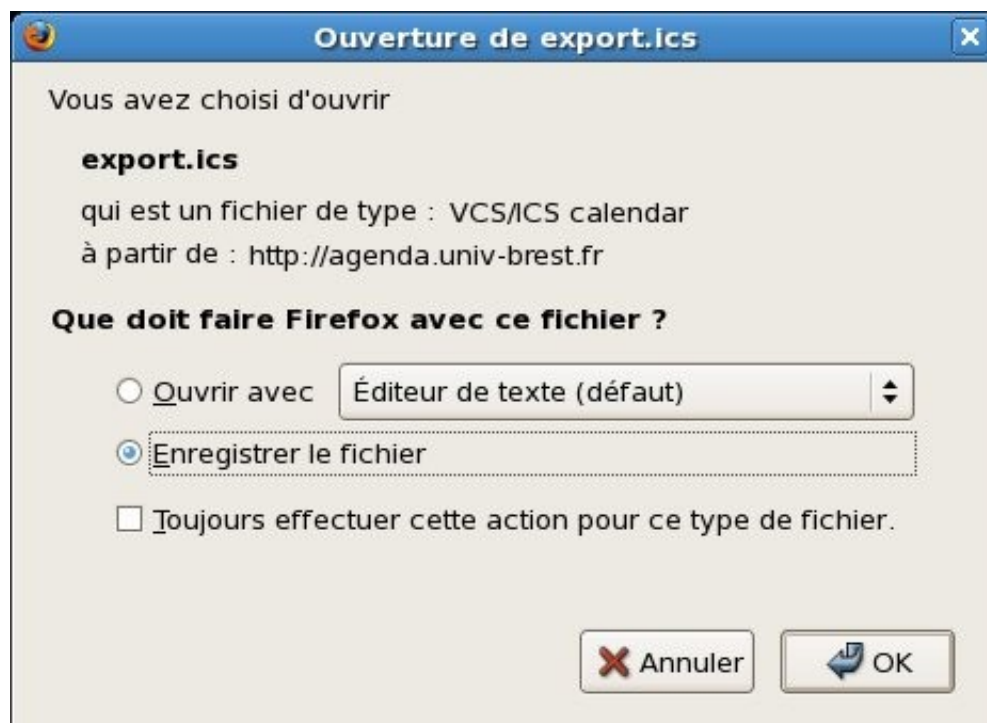 Ouverture de export.ics
Vous avez choisi d'ouvrir
export.ics
qui est un fichier de type : VCS/ICS calendar
à partir de : http://agenda.univ-brest.fr
Que doit faire Firefox avec ce fichier ?
Ouvrir avec Éditeur de texte (défaut)
Enregistrer le fichier
Toujours effectuer cette action pour ce type de fichier.
Annuler OK